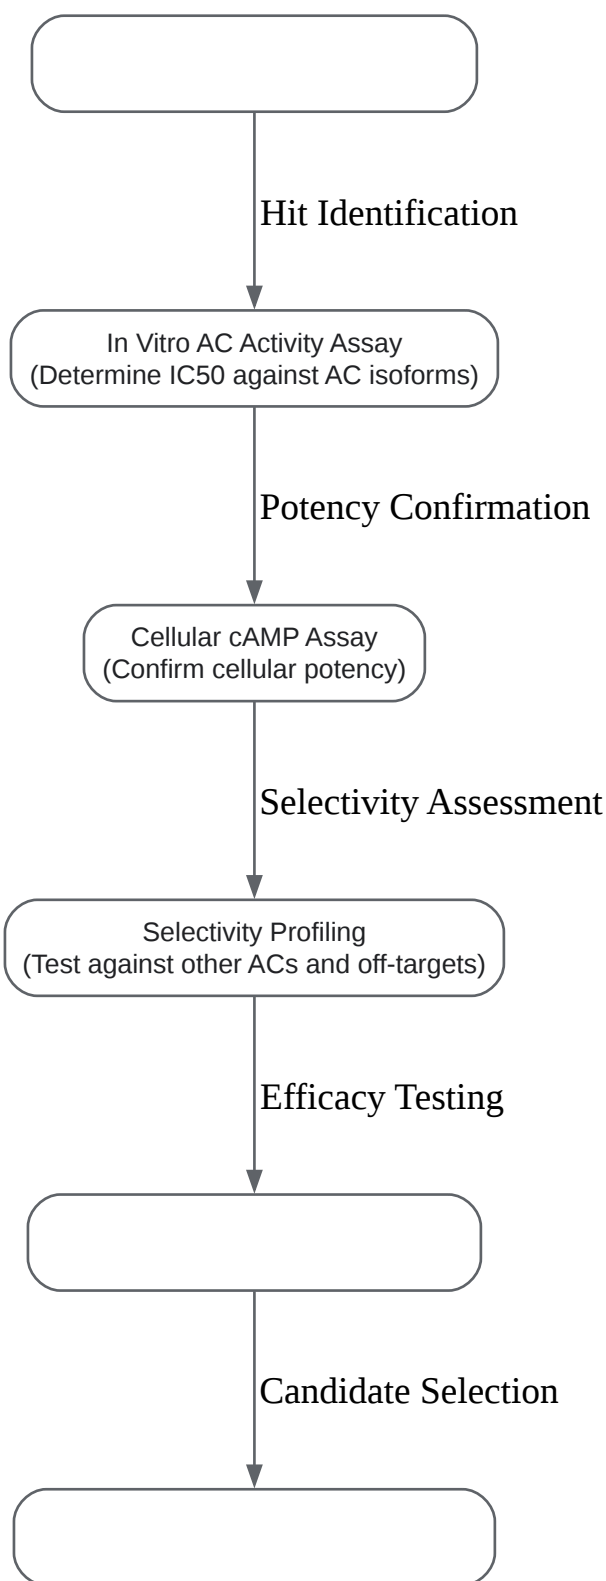 Hit Identification
In Vitro AC Activity Assay
(Determine IC50 against AC isoforms)
Potency Confirmation
Cellular cAMP Assay
(Confirm cellular potency)
Selectivity Assessment
Selectivity Profiling
(Test against other ACs and off-targets)
Efficacy Testing
Candidate Selection